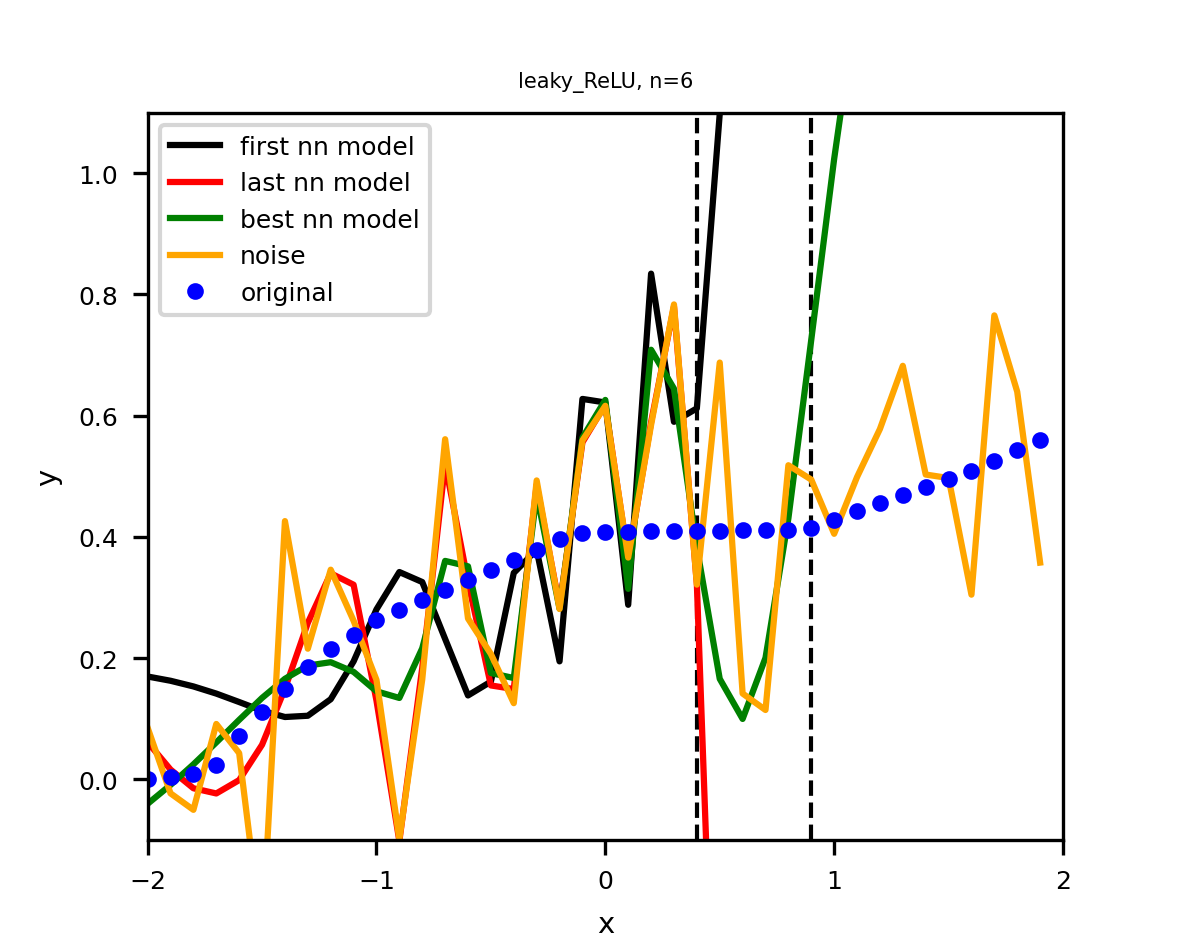 leaky_ReLU, n=6
first nn model
last nn model
best nn model
noise
original
1.0
0.8
0.6
0.4
0.2
0.0
y
−2
−1
0
1
2
x